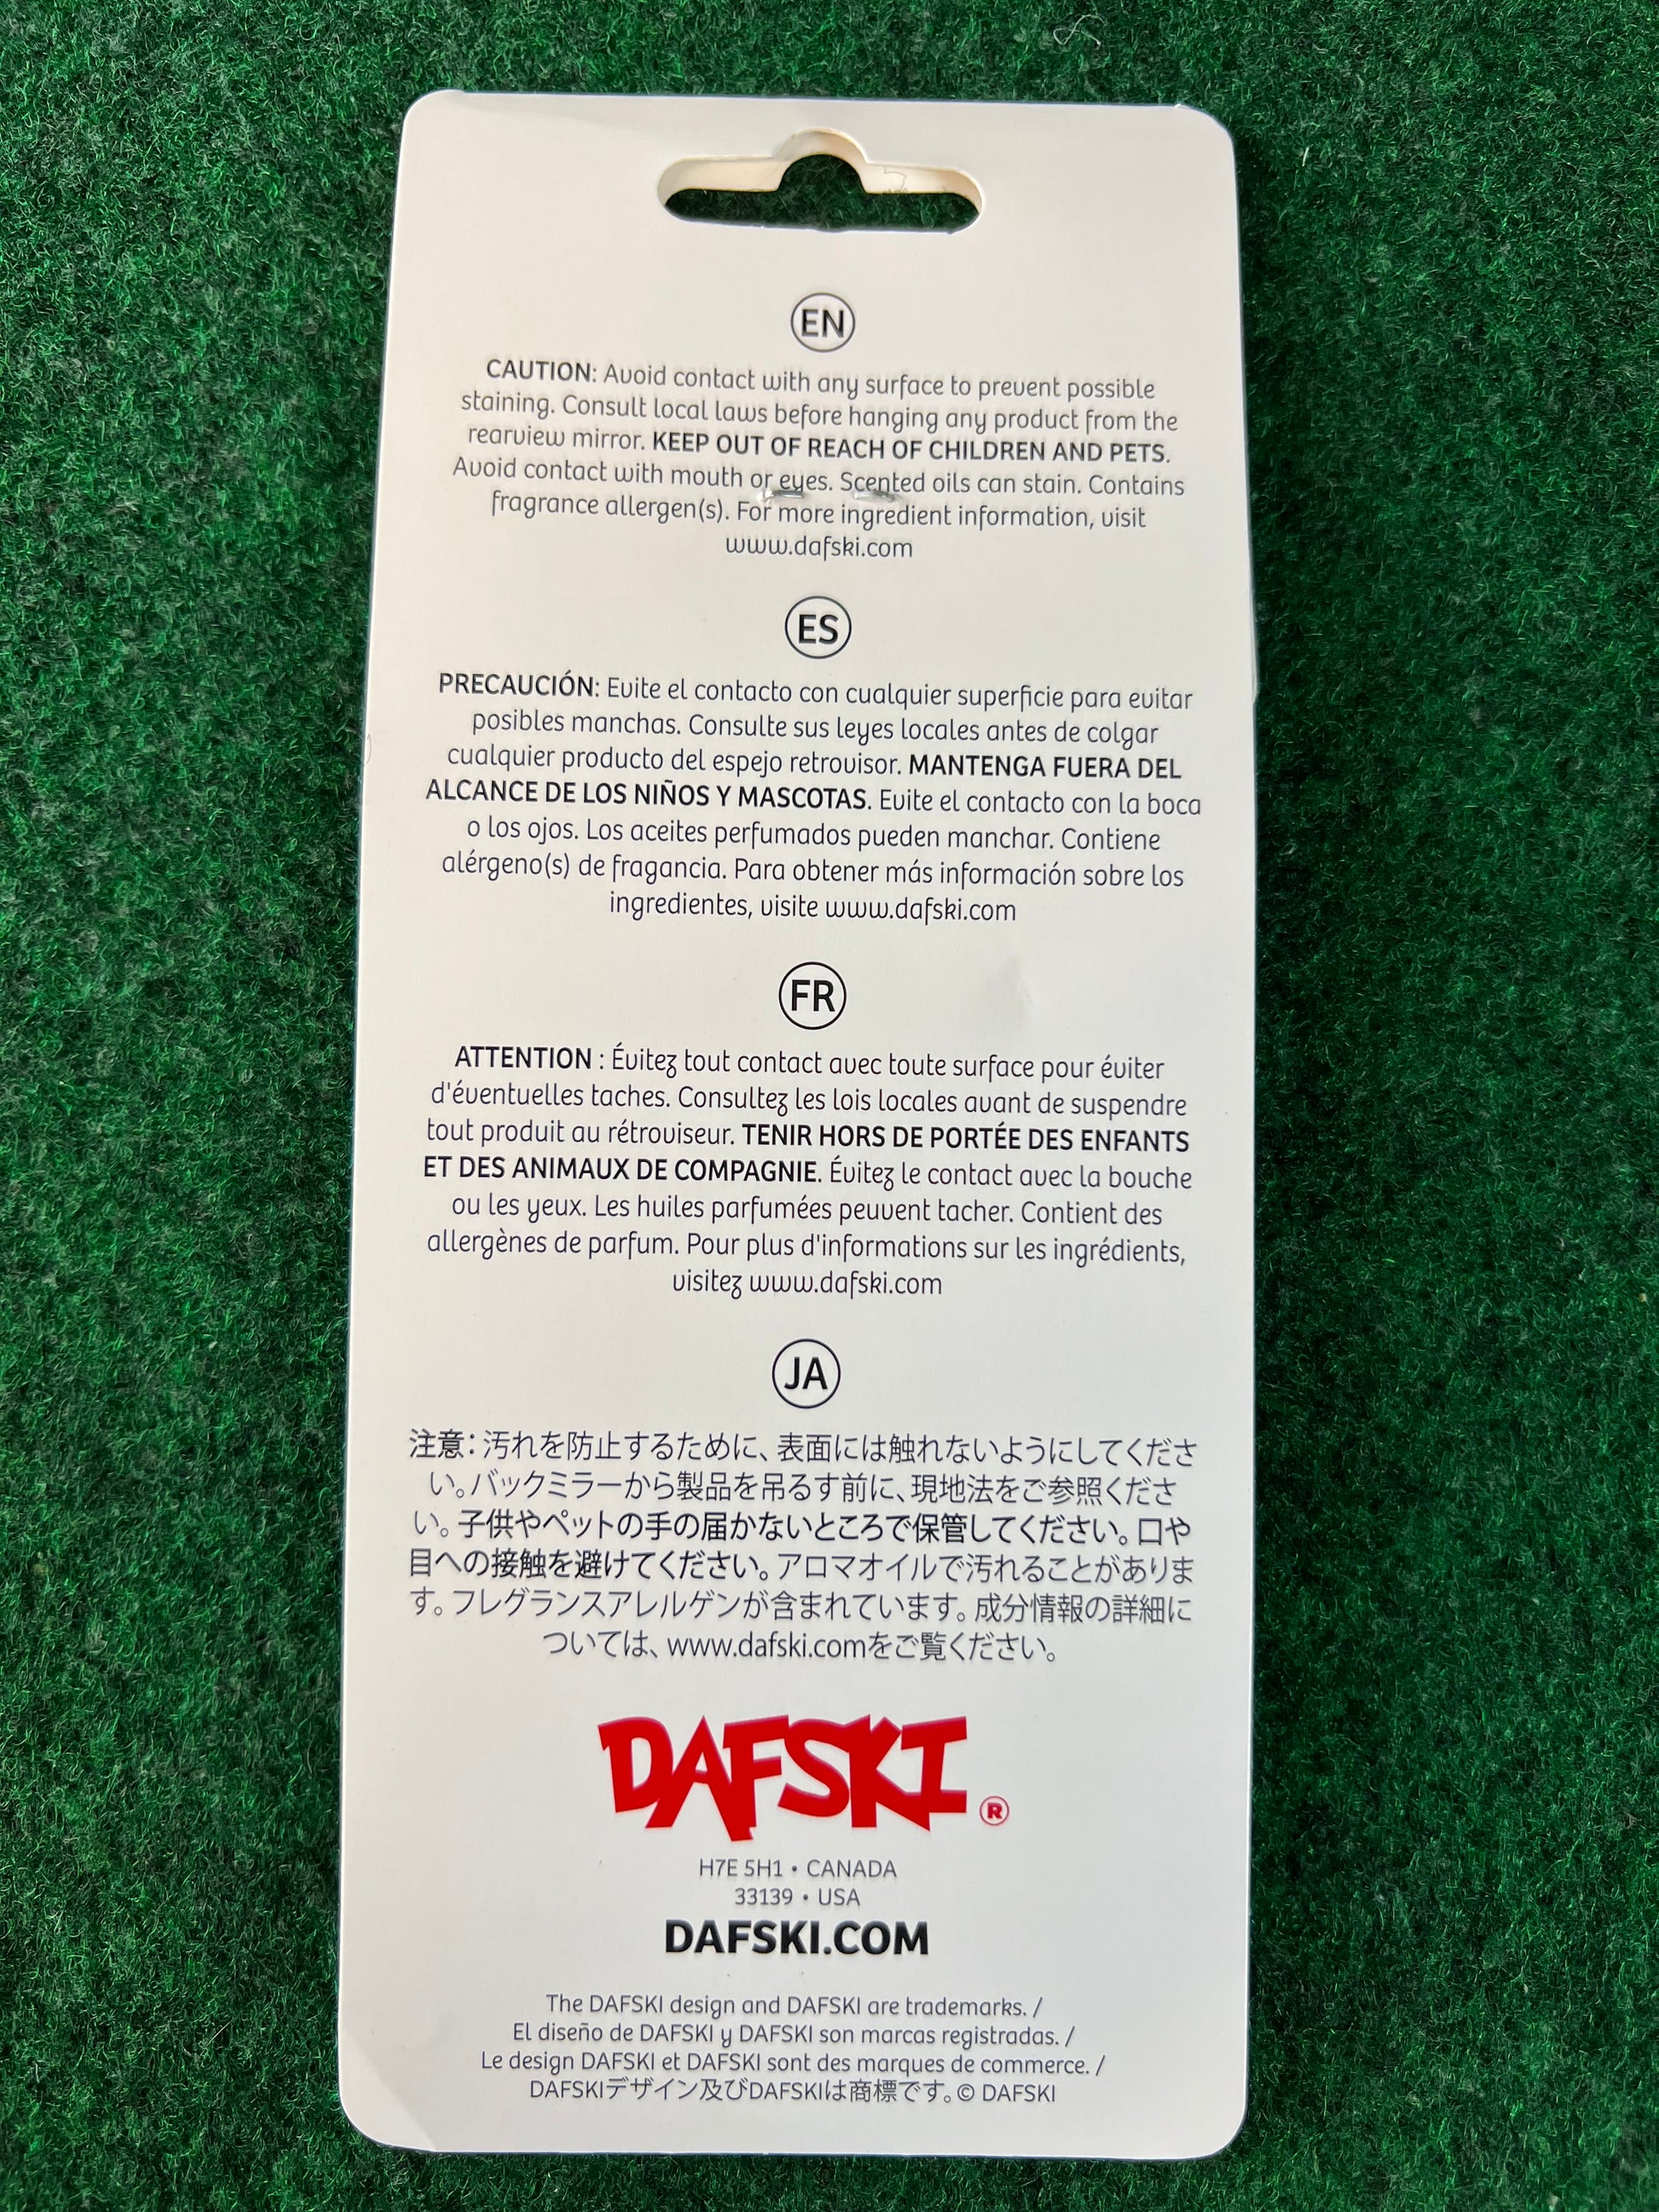 EN
CAUTION: Avoid contact with any surface to prevent possible
staining. Consult local laws before hanging any product from the
rearview mirror. KEEP OUT OF REACH OF CHILDREN AND PETS.
Avoid contact with mouth or eyes. Scented oils can stain. Contains
fragrance allergen(s). For more ingredient information, visit
www.dafski.com
ES
PRECAUCIÓN: Evite el contacto con cualquier superficie para evitar
posibles manchas. Consulte sus leyes locales antes de colgar
cualquier producto del espejo retrovisor. MANTENGA FUERA DEL
ALCANCE DE LOS NIÑOS Y MASCOTAS. Evite el contacto con la boca
o los ojos. Los aceites perfumados pueden manchar. Contiene
alérgeno(s) de fragancia. Para obtener más información sobre los
ingredientes, visite www.dafski.com
FR
ATTENTION : Évitez tout contact avec toute surface pour éviter
d'éventuelles taches. Consultez les lois locales avant de suspendre
tout produit au rétroviseur. TENIR HORS DE PORTÉE DES ENFANTS
ET DES ANIMAUX DE COMPAGNIE. Évitez le contact avec la bouche
ou les yeux. Les huiles parfumées peuvent tacher. Contient des
allergènes de parfum. Pour plus d'informations sur les ingrédients,
visitez www.dafski.com
JA
注意：汚れを防止するために、表面には触れないようにしてくださ
い。バックミラーから製品を吊るす前に、現地法をご参照くださ
い。子供やペットの手の届かないところで保管してください。口や
目への接触を避けてください。アロマオイルで汚れることがありま
す。フレグランスアレルゲンが含まれています。成分情報の詳細に
ついては、www.dafski.comをご覧ください。
DAFSKI®
H7E 5H1 • CANADA
33139 • USA
DAFSKI.COM
The DAFSKI design and DAFSKI are trademarks. /
El diseño de DAFSKI y DAFSKI son marcas registradas. /
Le design DAFSKI et DAFSKI sont des marques de commerce. /
DAFSKIデザイン及びDAFSKIは商標です。© DAFSKI